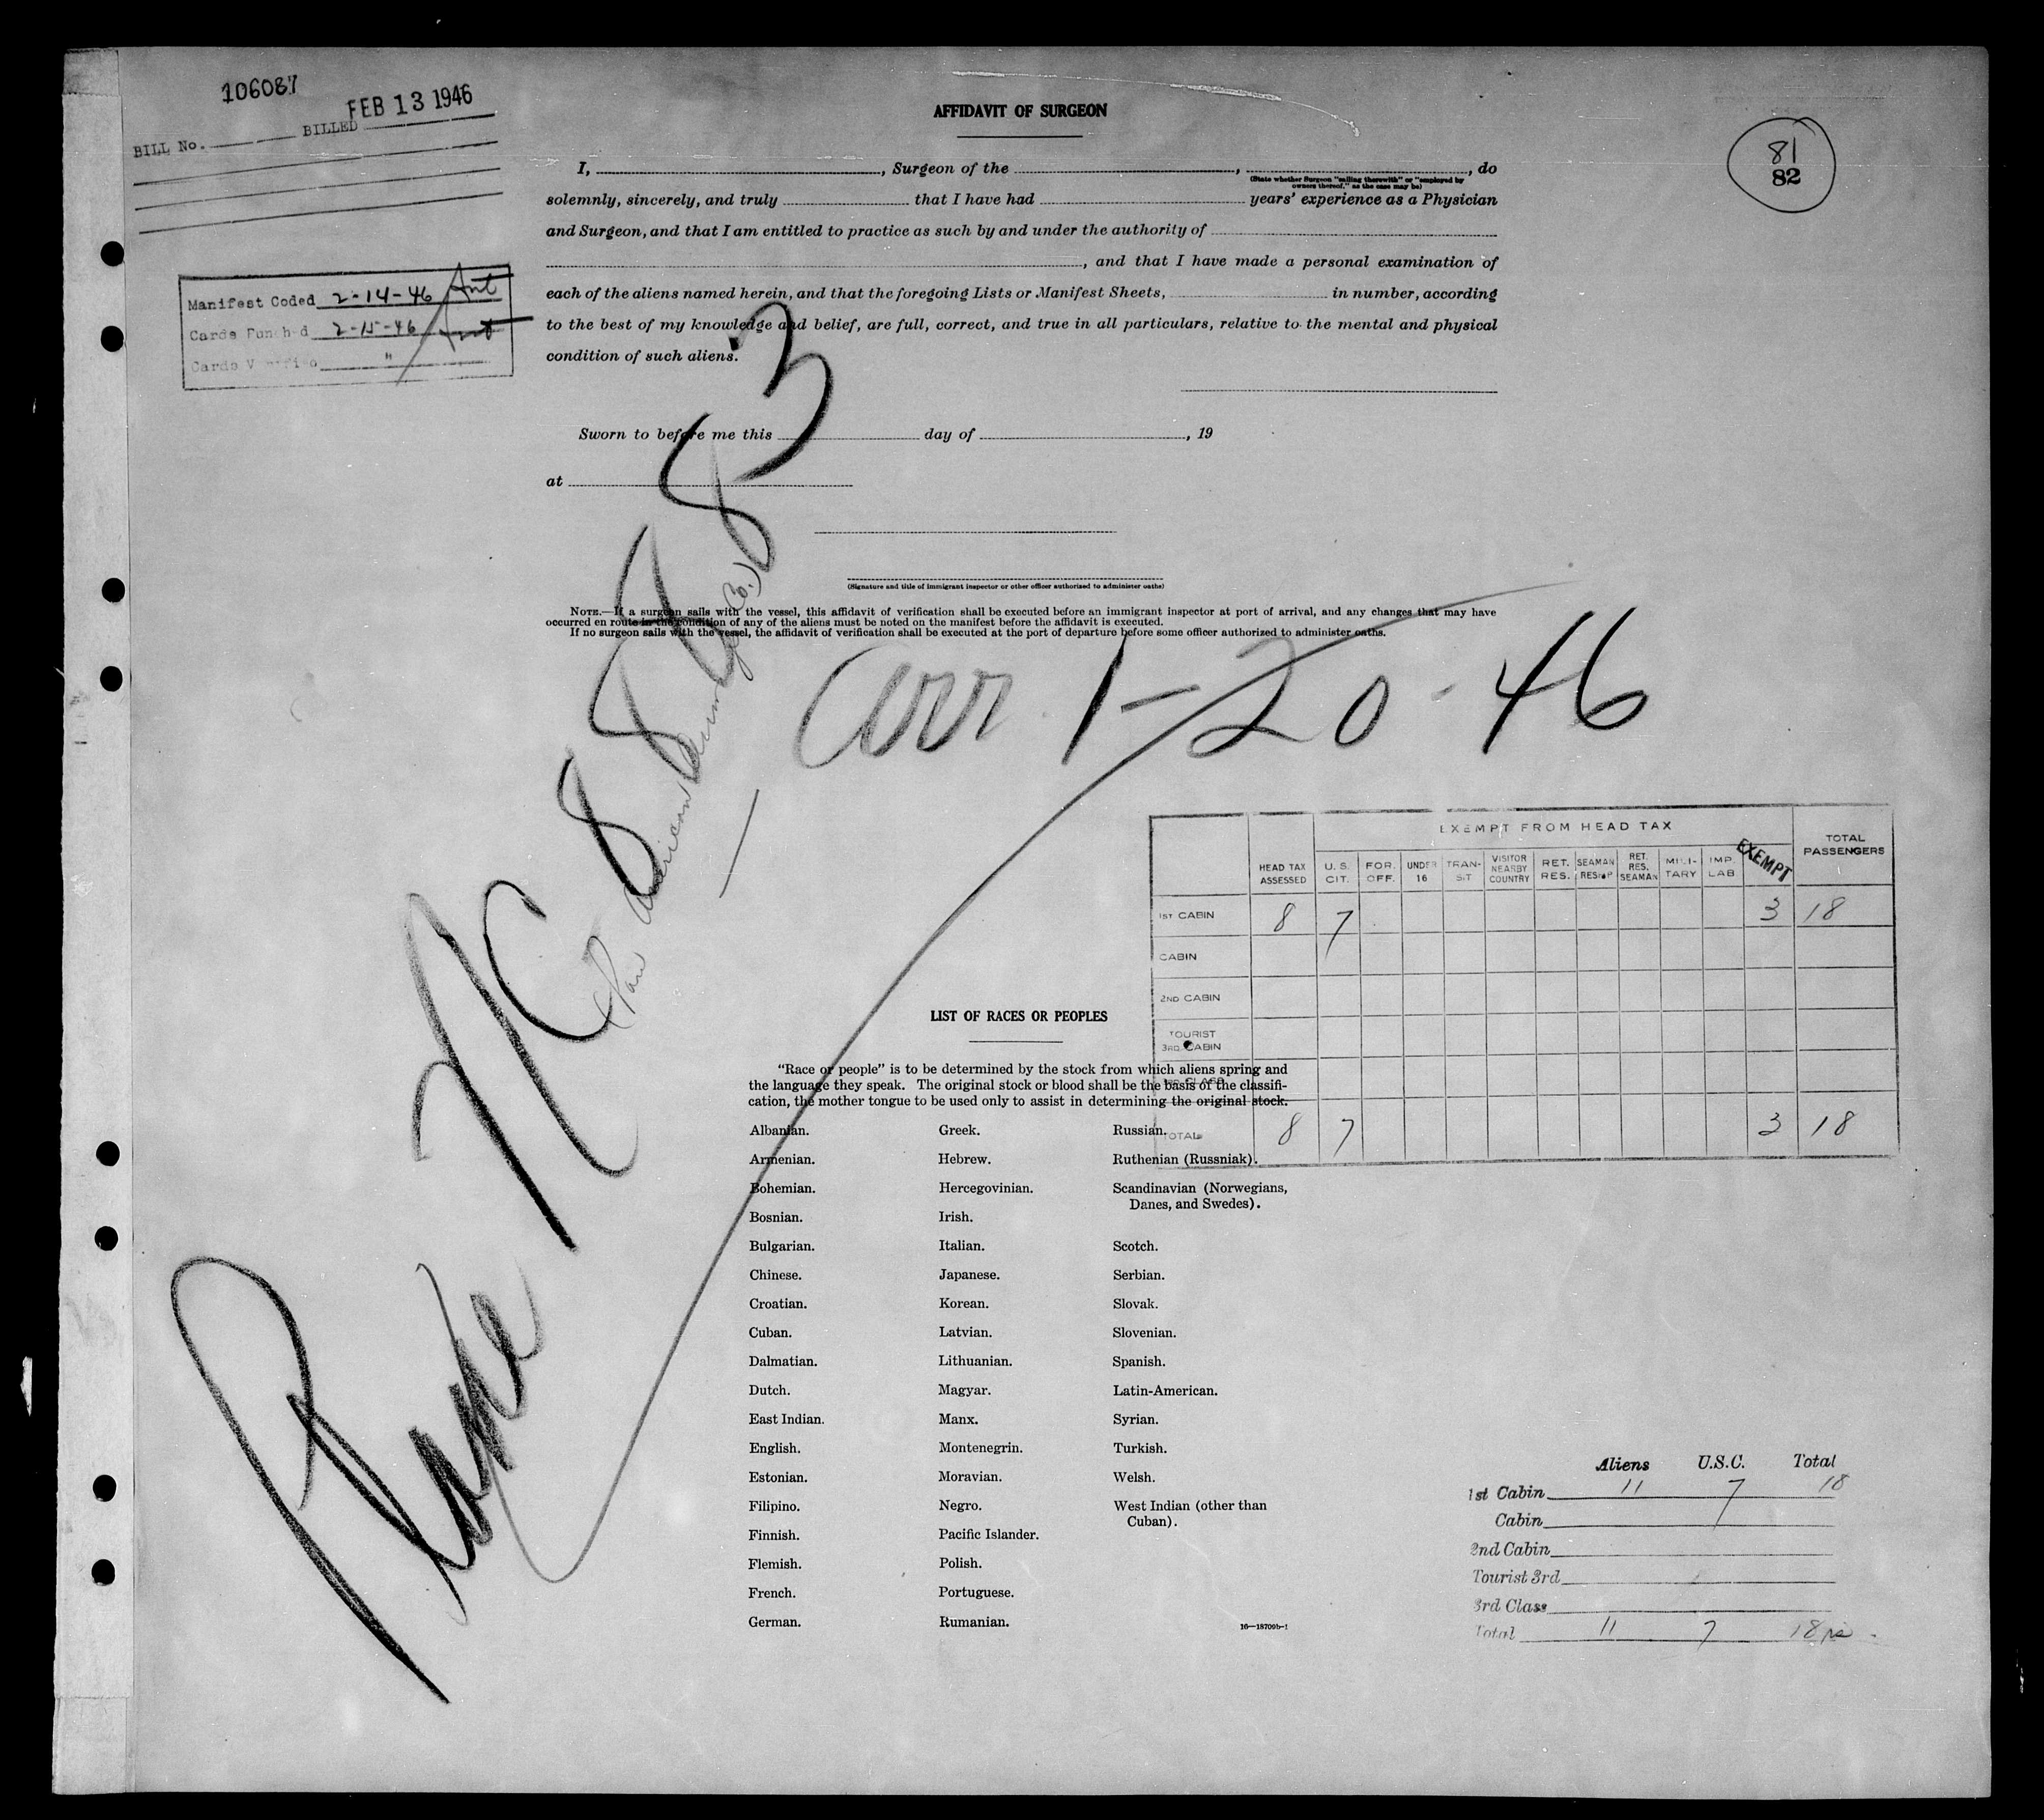 106087
FEB 13 1946
BILL No. BILLED
Manifest Coded 2-14-46
Cards Punched 2-15-46
Cards Verified "
81
82
AFFIDAVIT OF SURGEON
I, , Surgeon of the , , do
(State whether Surgeon "sailing therewith" or "employed by
owners thereof," as the case may be)
solemnly, sincerely, and truly that I have had years' experience as a Physician
and Surgeon, and that I am entitled to practice as such by and under the authority of
, and that I have made a personal examination of
each of the aliens named herein, and that the foregoing Lists or Manifest Sheets, in number, according
to the best of my knowledge and belief, are full, correct, and true in all particulars, relative to the mental and physical
condition of such aliens.
Sworn to before me this day of , 19
at
(Signature and title of immigrant inspector or other officer authorized to administer oaths)
NOTE.—If a surgeon sails with the vessel, this affidavit of verification shall be executed before an immigrant inspector at port of arrival, and any changes that may have
occurred en route in the condition of any of the aliens must be noted on the manifest before the affidavit is executed.
If no surgeon sails with the vessel, the affidavit of verification shall be executed at the port of departure before some officer authorized to administer oaths.
Plane NC 88883
(Pan American Airways Co.)
Arr 1-20-46
EXEMPT FROM HEAD TAX
HEAD TAX ASSESSED U. S. CIT. FOR. OFF. UNDER 16 TRANSIT VISITOR NEARBY COUNTRY RET. RES. SEAMAN RET. RES. SEAMAN MILITARY IMP. LAB EXEMPT TOTAL PASSENGERS
1ST CABIN 8 7 3 18
CABIN
2ND CABIN
TOURIST
3RD CABIN
3RD CLASS
TOTAL 8 7 3 18
LIST OF RACES OR PEOPLES
"Race or people" is to be determined by the stock from which aliens spring and
the language they speak. The original stock or blood shall be the basis of the classifi-
cation, the mother tongue to be used only to assist in determining the original stock.
Albanian. Greek. Russian.
Armenian. Hebrew. Ruthenian (Russniak).
Bohemian. Hercegovinian. Scandinavian (Norwegians,
Danes, and Swedes).
Bosnian. Irish.
Bulgarian. Italian. Scotch.
Chinese. Japanese. Serbian.
Croatian. Korean. Slovak.
Cuban. Latvian. Slovenian.
Dalmatian. Lithuanian. Spanish.
Dutch. Magyar. Latin-American.
East Indian. Manx. Syrian.
English. Montenegrin. Turkish.
Estonian. Moravian. Welsh.
Filipino. Negro. West Indian (other than
Cuban).
Finnish. Pacific Islander.
Flemish. Polish.
French. Portuguese.
German. Rumanian.
16—18709b-1
Aliens U.S.C. Total
1st Cabin 11 7 18
Cabin
2nd Cabin
Tourist 3rd
3rd Class
Total 11 7 18